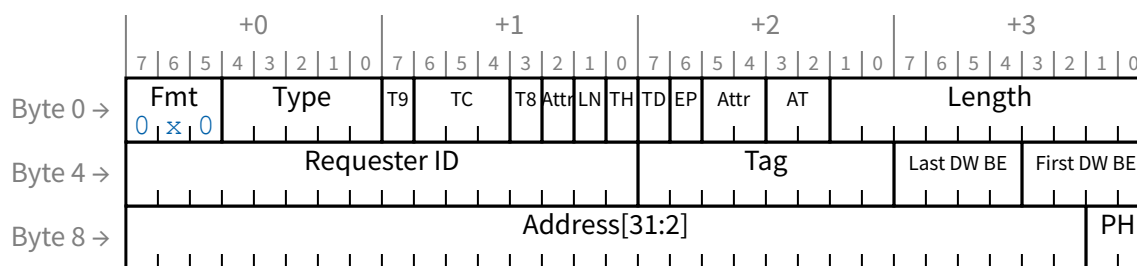 +0 +1 +2 +3
7 6 5 4 3 2 1 0 7 6 5 4 3 2 1 0 7 6 5 4 3 2 1 0 7 6 5 4 3 2 1 0
Byte 0 → Fmt Type T9 TC T8 Attr LN TH TD EP Attr AT Length
0 x 0
Byte 4 → Requester ID Tag Last DW BE First DW BE
Byte 8 → Address[31:2] PH